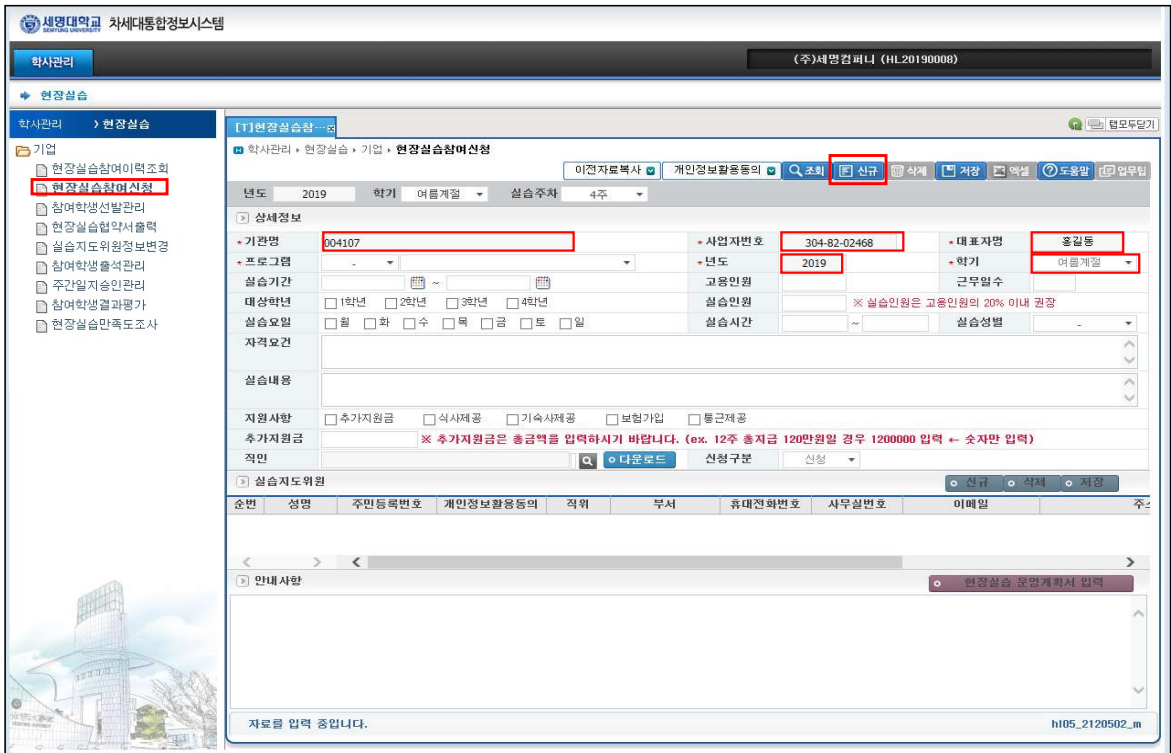 세명대학교 차세대통합정보시스템
SEMYUNG UNIVERSITY
학사관리
(주)세명컴퍼니 (HL20190008)
현장실습
학사관리 > 현장실습
기업
현장실습참여이력조회
현장실습참여신청
참여학생선발관리
현장실습협약서출력
실습지도위원정보변경
참여학생출석관리
주간일지승인관리
참여학생결과평가
현장실습만족도조사
[T]현장실습참…
탭모두닫기
학사관리 › 현장실습 › 기업 › 현장실습참여신청
이전자료복사 개인정보활용동의 조회 신규 삭제 저장 엑셀 도움말 업무팁
년도 2019 학기 여름계절 실습주차 4주
상세정보
*기관명 004107 *사업자번호 304-82-02468 *대표자명 홍길동
*프로그램 - *년도 2019 *학기 여름계절
실습기간 ~ 고용인원 근무일수
대상학년 1학년 2학년 3학년 4학년 실습인원 ※ 실습인원은 고용인원의 20% 이내 권장
실습요일 월 화 수 목 금 토 일 실습시간 ~ 실습성별 -
자격요건
실습내용
지원사항 추가지원금 식사제공 기숙사제공 보험가입 통근제공
추가지원금 ※ 추가지원금은 총금액을 입력하시기 바랍니다. (ex. 12주 총지급 120만원일 경우 1200000 입력 ← 숫자만 입력)
직인 다운로드 신청구분 신청
실습지도위원 신규 삭제 저장
순번 성명 주민등록번호 개인정보활용동의 직위 부서 휴대전화번호 사무실번호 이메일 주소
안내사항 현장실습 운영계획서 입력
자료를 입력 중입니다. hl05_2120502_m